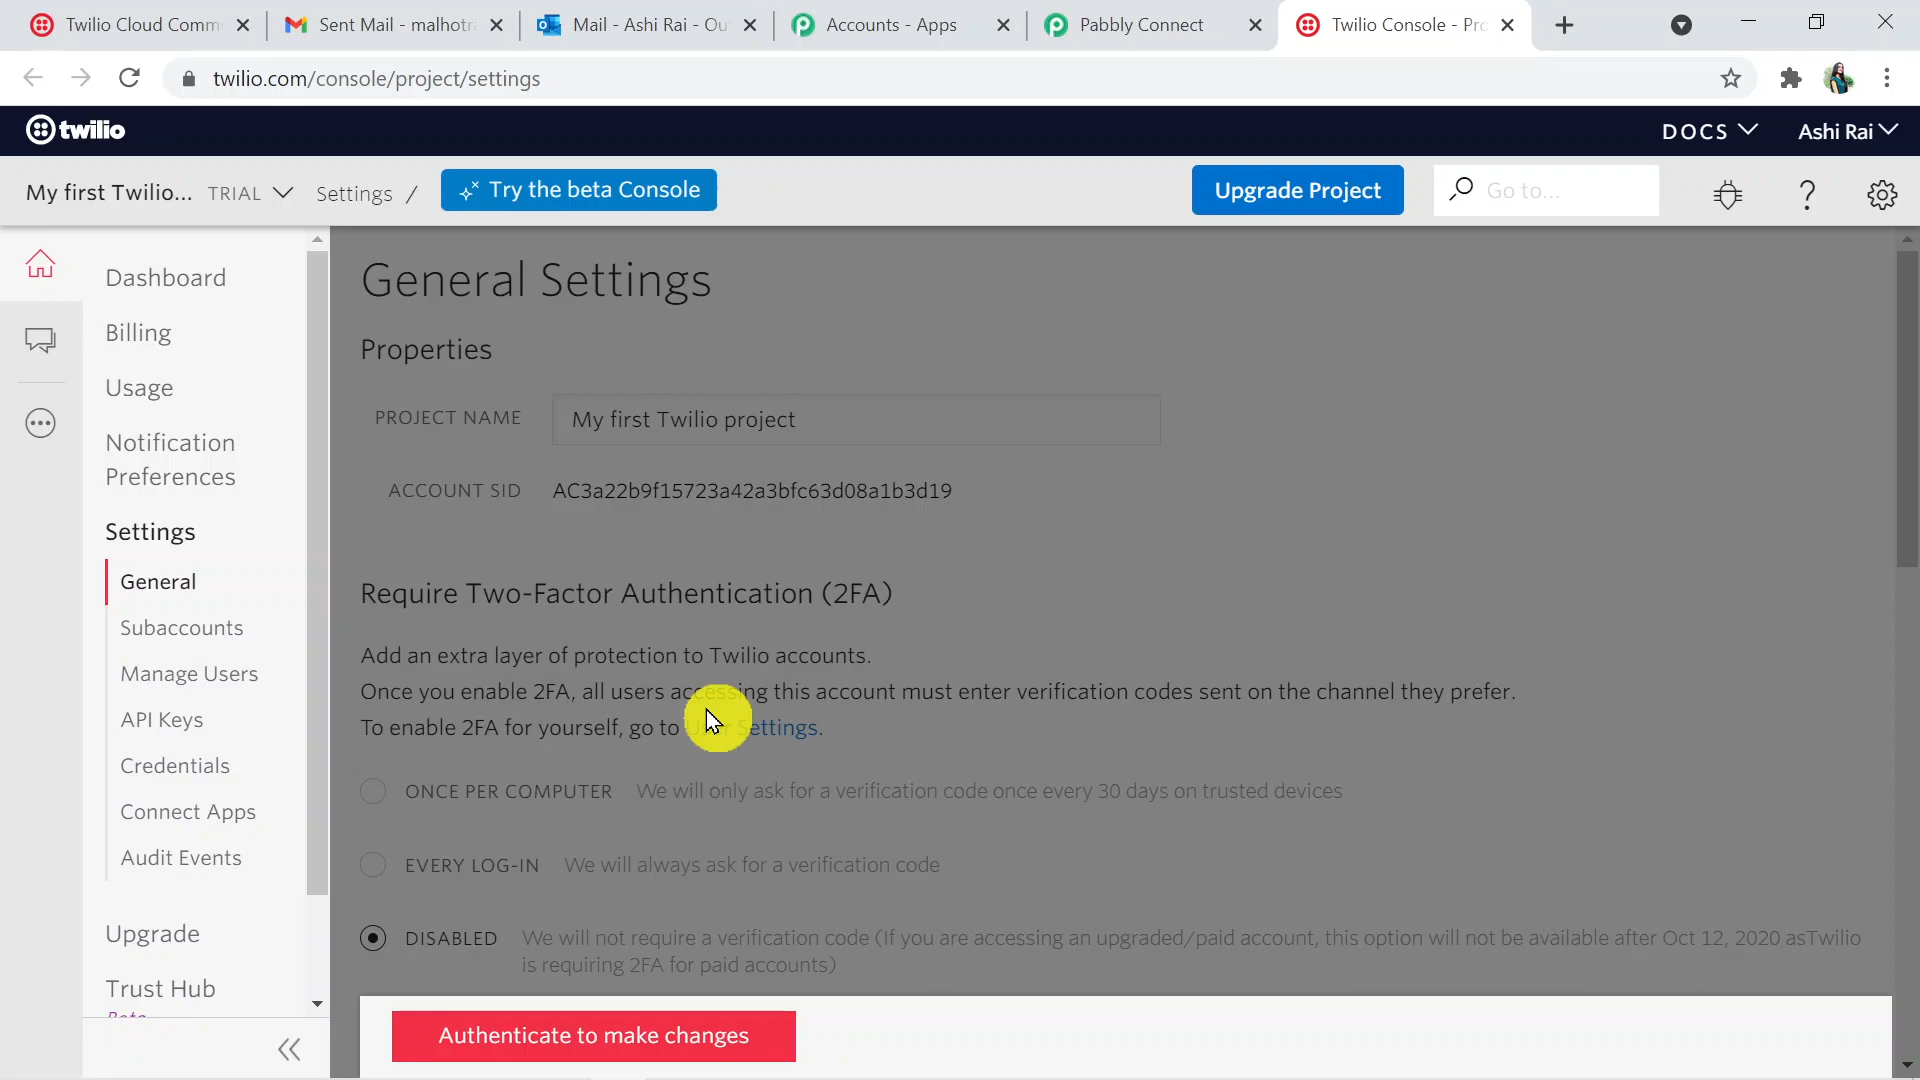 Twilio Cloud Comm
Sent Mail - malhotra
Mail - Ashi Rai - Ou
Accounts - Apps
Pabbly Connect
Twilio Console - Pro
twilio.com/console/project/settings
twilio
DOCS
Ashi Rai
My first Twilio... TRIAL
Settings /
Try the beta Console
Upgrade Project
Go to...
?
Dashboard
Billing
Usage
Notification
Preferences
Settings
General
Subaccounts
Manage Users
API Keys
Credentials
Connect Apps
Audit Events
Upgrade
Trust Hub
Beta
General Settings
Properties
PROJECT NAME My first Twilio project
ACCOUNT SID AC3a22b9f15723a42a3bfc63d08a1b3d19
Require Two-Factor Authentication (2FA)
Add an extra layer of protection to Twilio accounts.
Once you enable 2FA, all users accessing this account must enter verification codes sent on the channel they prefer.
To enable 2FA for yourself, go to User Settings.
ONCE PER COMPUTER We will only ask for a verification code once every 30 days on trusted devices
EVERY LOG-IN We will always ask for a verification code
DISABLED We will not require a verification code (If you are accessing an upgraded/paid account, this option will not be available after Oct 12, 2020 asTwilio
is requiring 2FA for paid accounts)
Authenticate to make changes